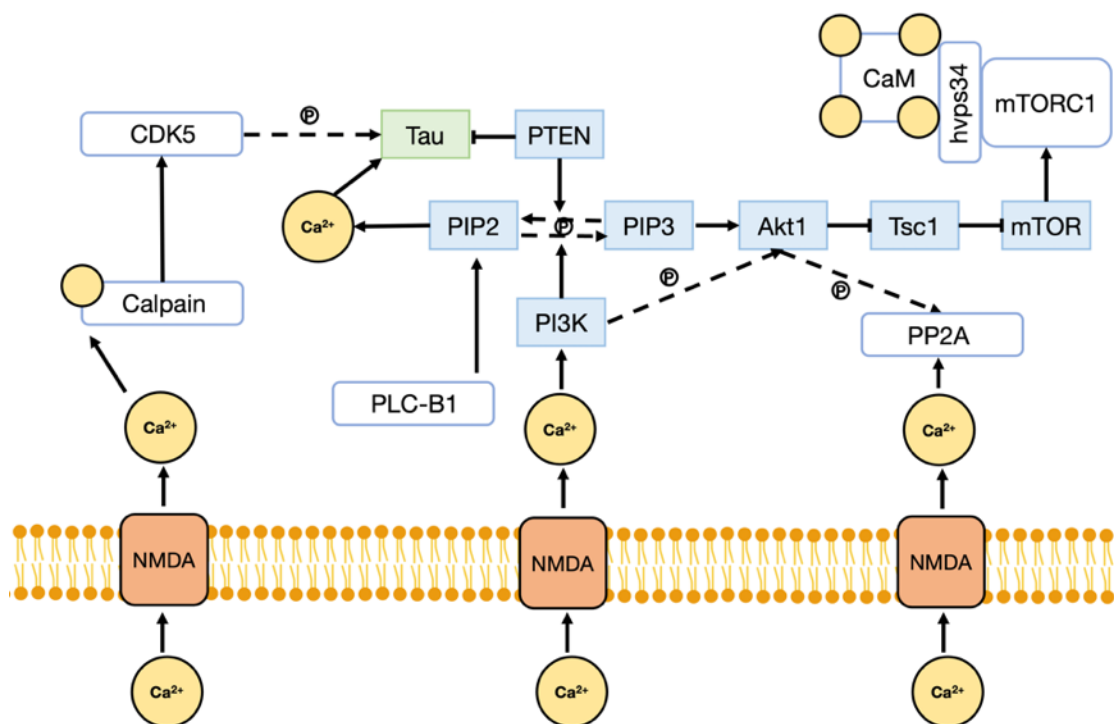 CaM
hvps34
mTORC1
CDK5
Ⓟ
Tau
PTEN
Ca²⁺
PIP2
Ⓟ
PIP3
Akt1
Tsc1
mTOR
Calpain
Ⓟ
Ⓟ
PI3K
PP2A
PLC-B1
Ca²⁺
Ca²⁺
Ca²⁺
NMDA
NMDA
NMDA
Ca²⁺
Ca²⁺
Ca²⁺